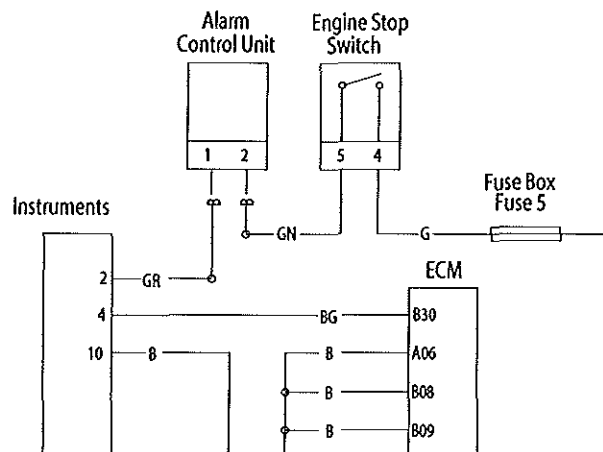 Alarm
Control Unit
Engine Stop
Switch
1 2
5 4
Fuse Box
Fuse 5
Instruments
GN
G
2 GR
ECM
4 BG B30
10 B B A06
B B08
B B09